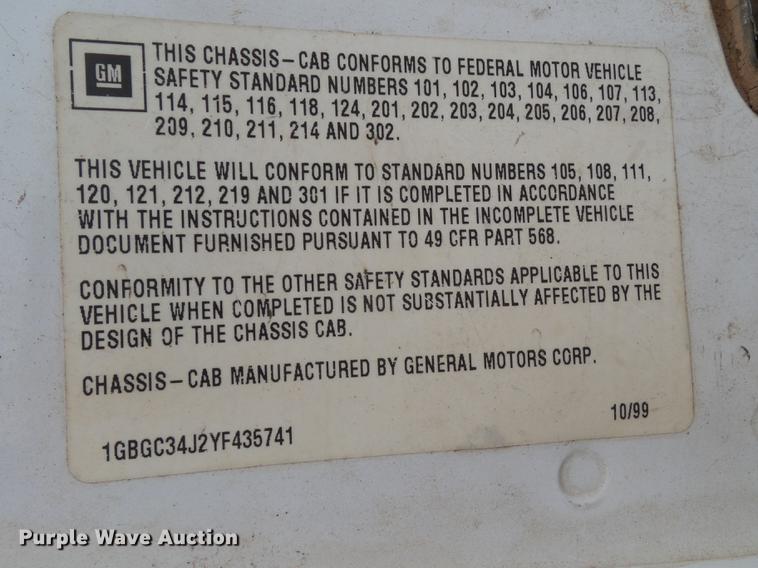 GM
THIS CHASSIS-CAB CONFORMS TO FEDERAL MOTOR VEHICLE
SAFETY STANDARD NUMBERS 101, 102, 103, 104, 106, 107, 113,
114, 115, 116, 118, 124, 201, 202, 203, 204, 205, 206, 207, 208,
209, 210, 211, 214 AND 302.
THIS VEHICLE WILL CONFORM TO STANDARD NUMBERS 105, 108, 111,
120, 121, 212, 219 AND 301 IF IT IS COMPLETED IN ACCORDANCE
WITH THE INSTRUCTIONS CONTAINED IN THE INCOMPLETE VEHICLE
DOCUMENT FURNISHED PURSUANT TO 49 CFR PART 568.
CONFORMITY TO THE OTHER SAFETY STANDARDS APPLICABLE TO THIS
VEHICLE WHEN COMPLETED IS NOT SUBSTANTIALLY AFFECTED BY THE
DESIGN OF THE CHASSIS CAB.
CHASSIS-CAB MANUFACTURED BY GENERAL MOTORS CORP.
10/99
1GBGC34J2YF435741
Purple Wave Auction